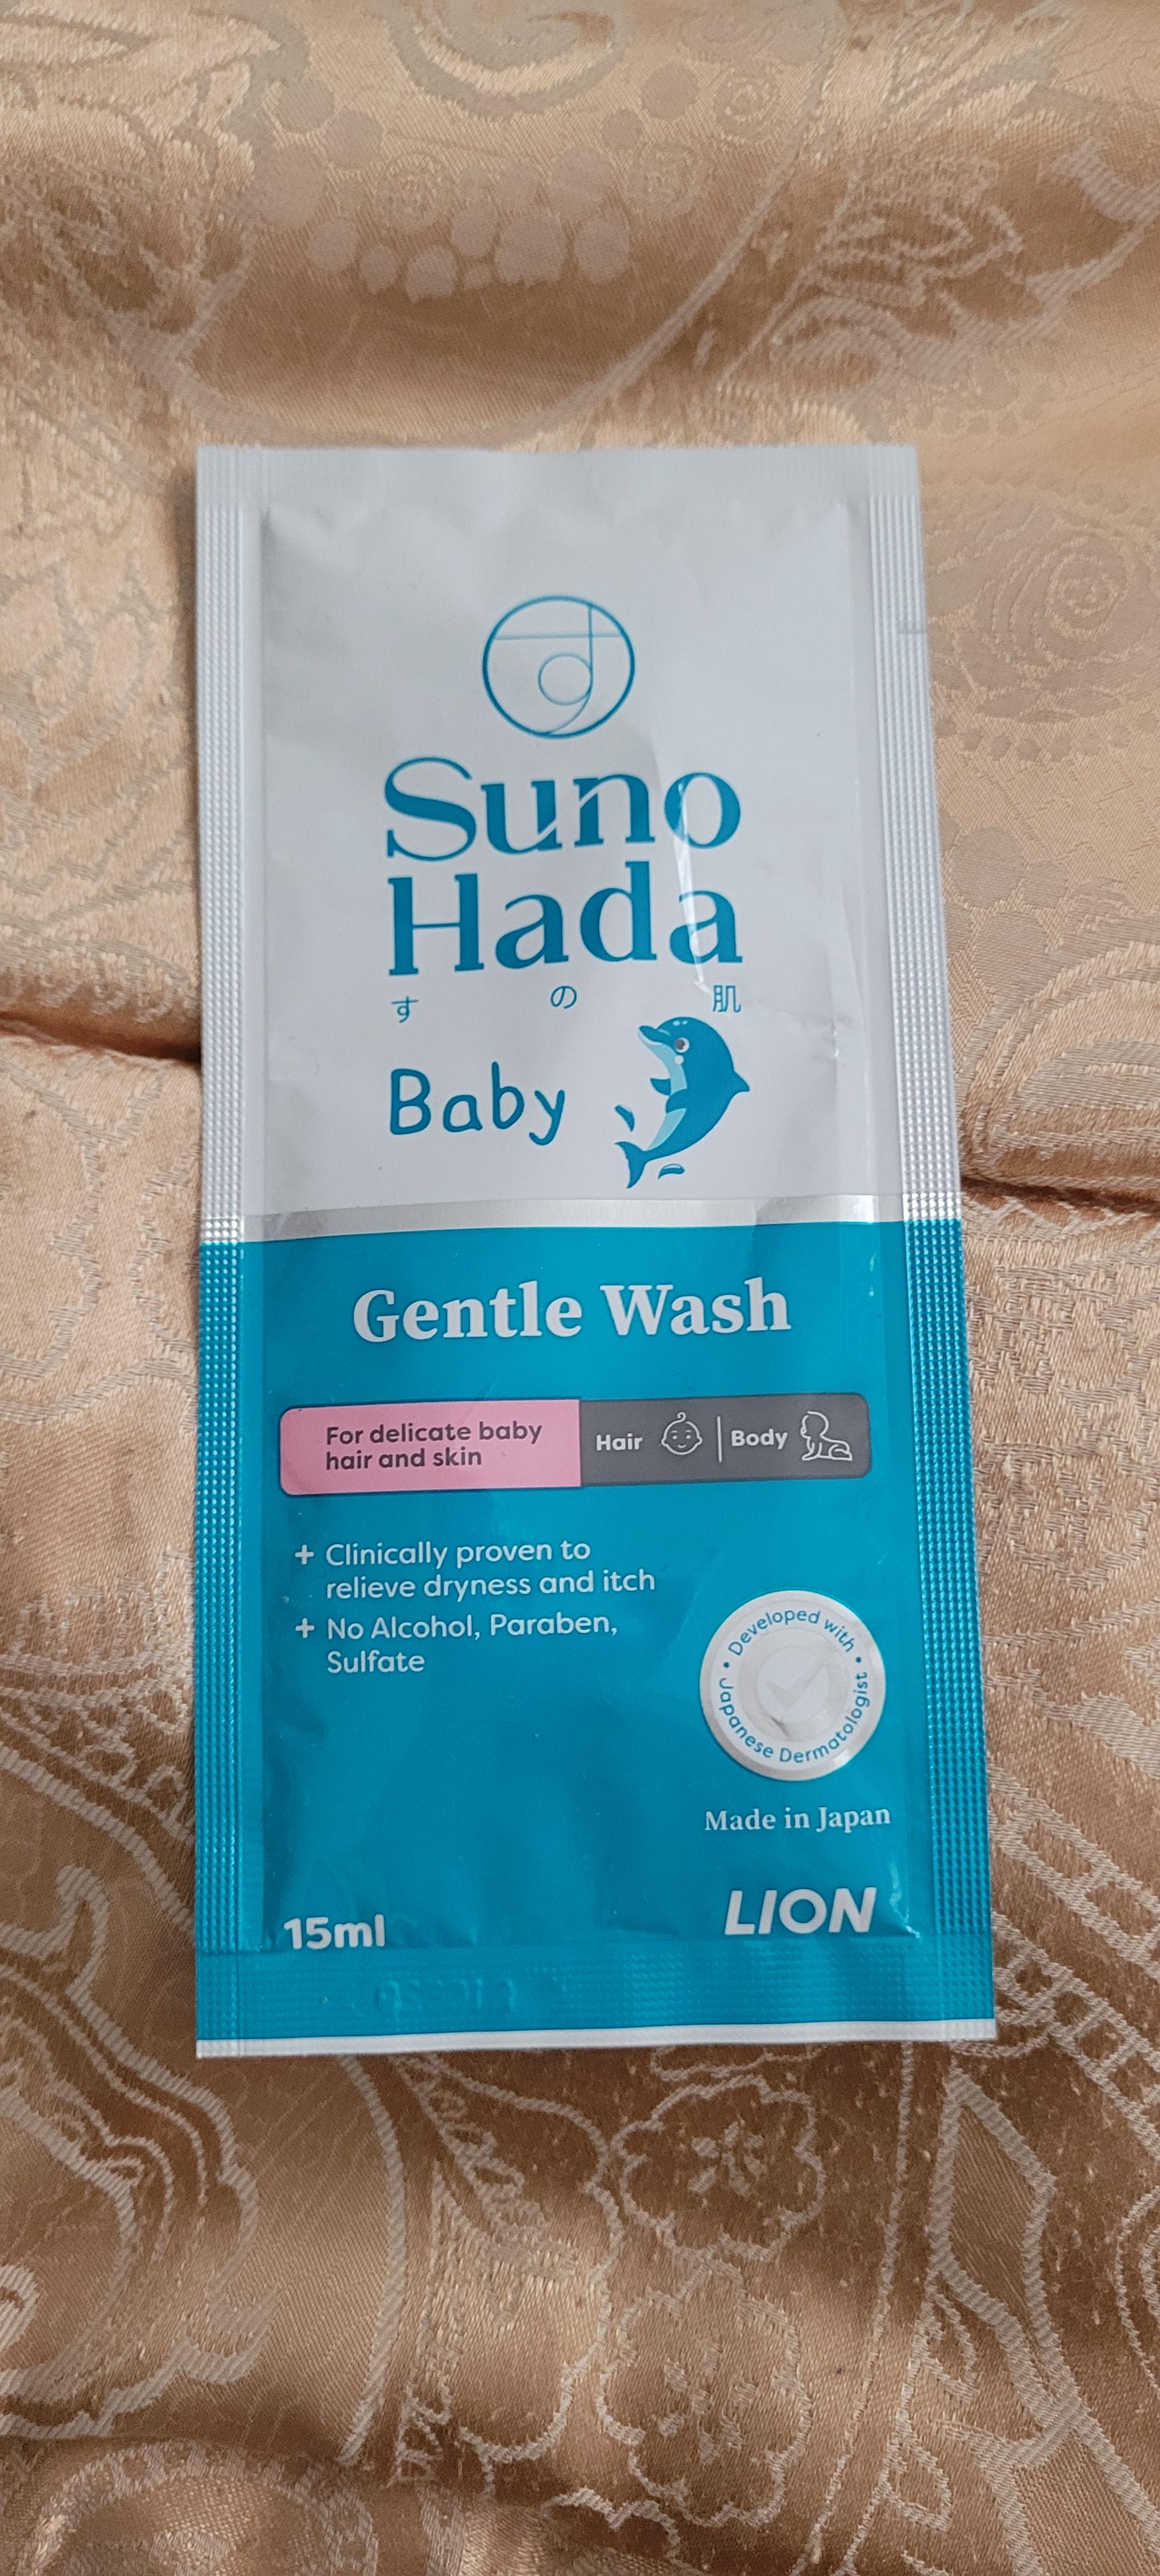 Suno
Hada
す の 肌
Baby
Gentle Wash
For delicate baby
hair and skin
Hair | Body
+ Clinically proven to
relieve dryness and itch
+ No Alcohol, Paraben,
Sulfate
• Developed with •
Japanese Dermatologist
Made in Japan
15ml
LION